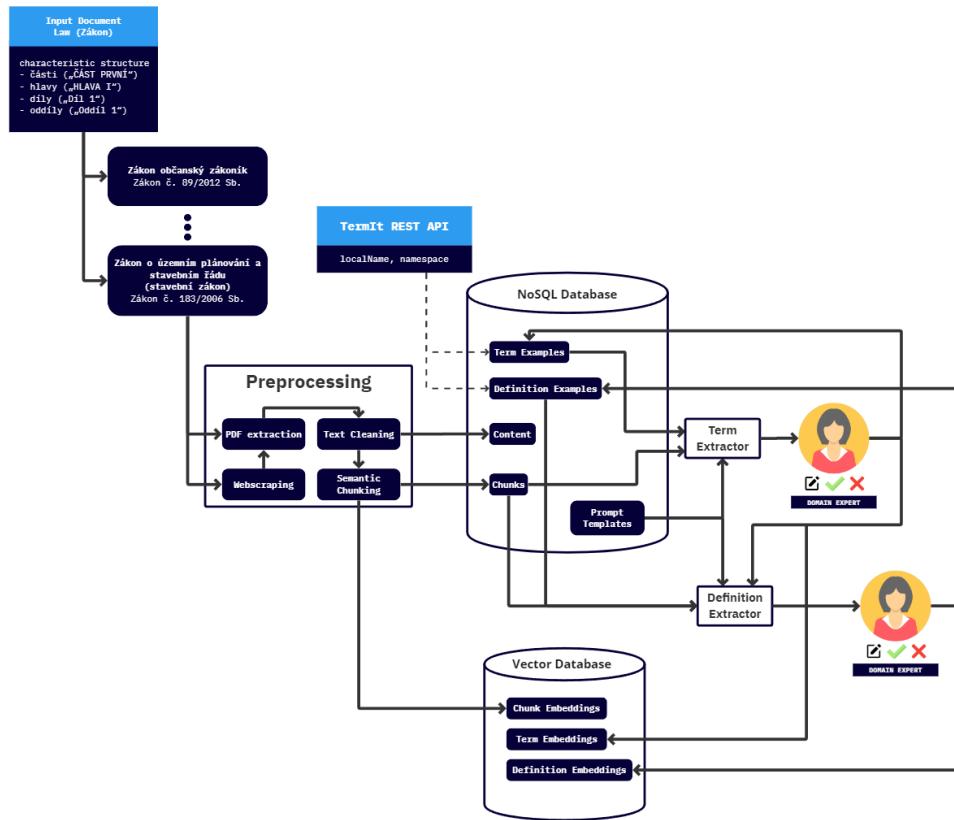 Input Document
Law (Zákon)
characteristic structure
- části („ČÁST PRVNÍ")
- hlavy („HLAVA I")
- díly („Díl 1")
- oddíly („Oddíl 1")
Zákon občanský zákoník
Zákon č. 89/2012 Sb.
Zákon o územním plánování a
stavebním řádu
(stavební zákon)
Zákon č. 183/2006 Sb.
TermIt REST API
localName, namespace
NoSQL Database
Term Examples
Definition Examples
Content
Chunks
Prompt
Templates
Preprocessing
PDF extraction
Text Cleaning
Webscraping
Semantic
Chunking
Term
Extractor
DOMAIN EXPERT
Definition
Extractor
DOMAIN EXPERT
Vector Database
Chunk Embeddings
Term Embeddings
Definition Embeddings